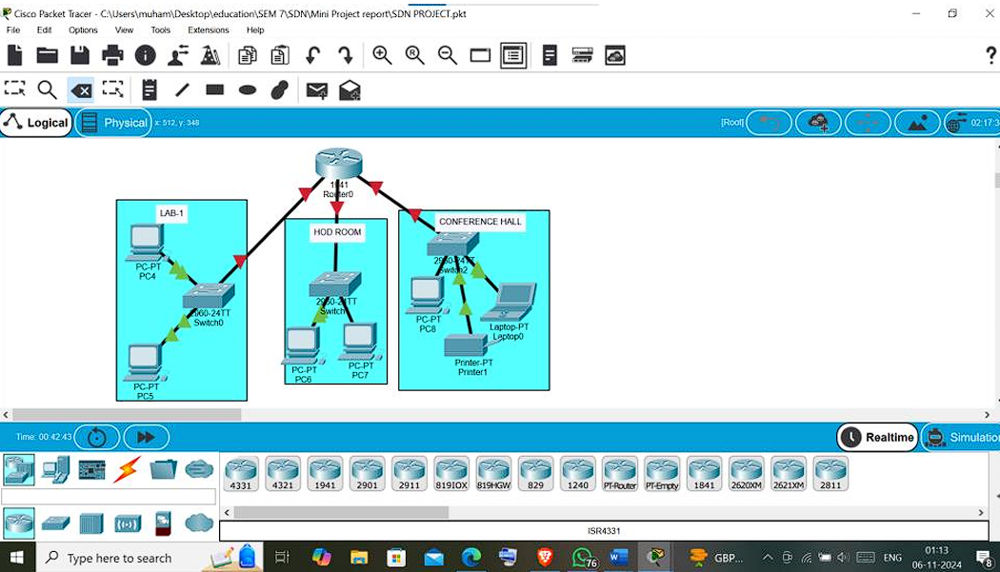 Cisco Packet Tracer - C:\Users\muham\Desktop\education\SEM 7\SDN\Mini Project report\SDN PROJECT.pkt
File Edit Options View Tools Extensions Help
?
Logical Physical x: 512, y: 348 [Root] 02:17:3
1941
Router0
LAB-1
PC-PT
PC4
2960-24TT
Switch0
PC-PT
PC5
HOD ROOM
2950-24TT
Switch
PC-PT
PC6
PC-PT
PC7
CONFERENCE HALL
2950-24TT
Switch2
PC-PT
PC8
Laptop-PT
Laptop0
Printer-PT
Printer1
Time: 00:42:43 Realtime Simulation
4331 4321 1941 2901 2911 819IOX 819HGW 829 1240 PT-Router PT-Empty 1841 2620XM 2621XM 2811
ISR4331
Type here to search 76 GBP... ENG 01:13
06-11-2024 8